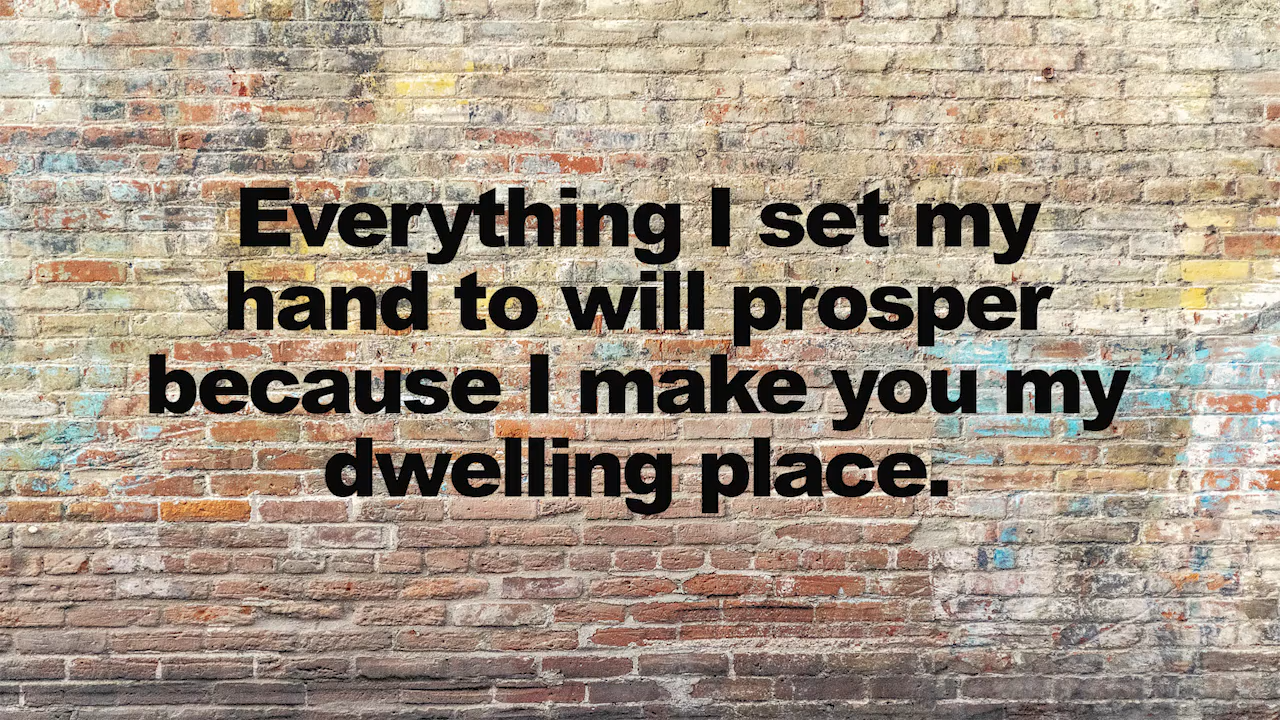 Everything I set my
hand to will prosper
because I make you my
dwelling place.